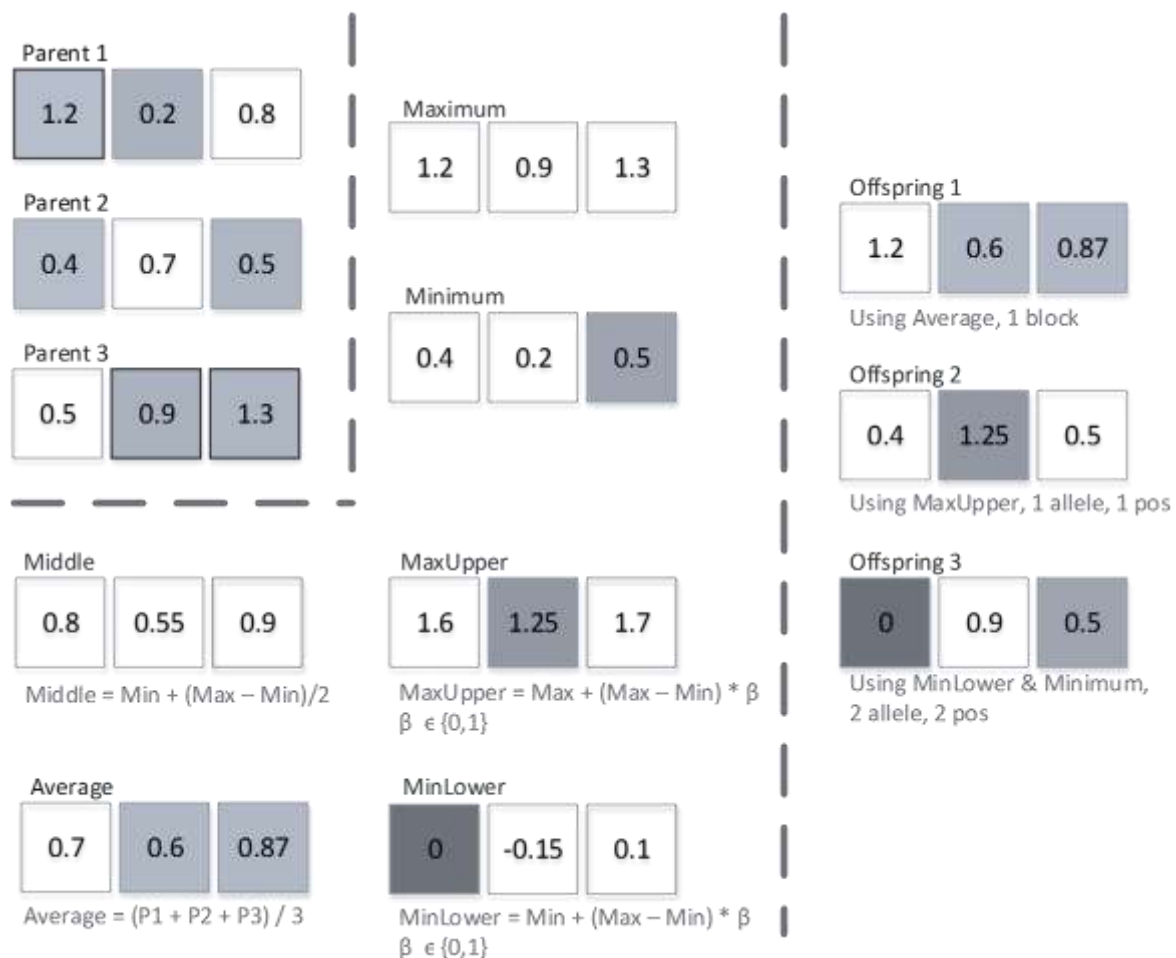 Parent 1
1.2 0.2 0.8
Parent 2
0.4 0.7 0.5
Parent 3
0.5 0.9 1.3
Maximum
1.2 0.9 1.3
Minimum
0.4 0.2 0.5
Middle
0.8 0.55 0.9
Middle = Min + (Max – Min)/2
Average
0.7 0.6 0.87
Average = (P1 + P2 + P3) / 3
MaxUpper
1.6 1.25 1.7
MaxUpper = Max + (Max – Min) * β
β ϵ {0,1}
MinLower
0 -0.15 0.1
MinLower = Min + (Max – Min) * β
β ϵ {0,1}
Offspring 1
1.2 0.6 0.87
Using Average, 1 block
Offspring 2
0.4 1.25 0.5
Using MaxUpper, 1 allele, 1 pos
Offspring 3
0 0.9 0.5
Using MinLower & Minimum,
2 allele, 2 pos